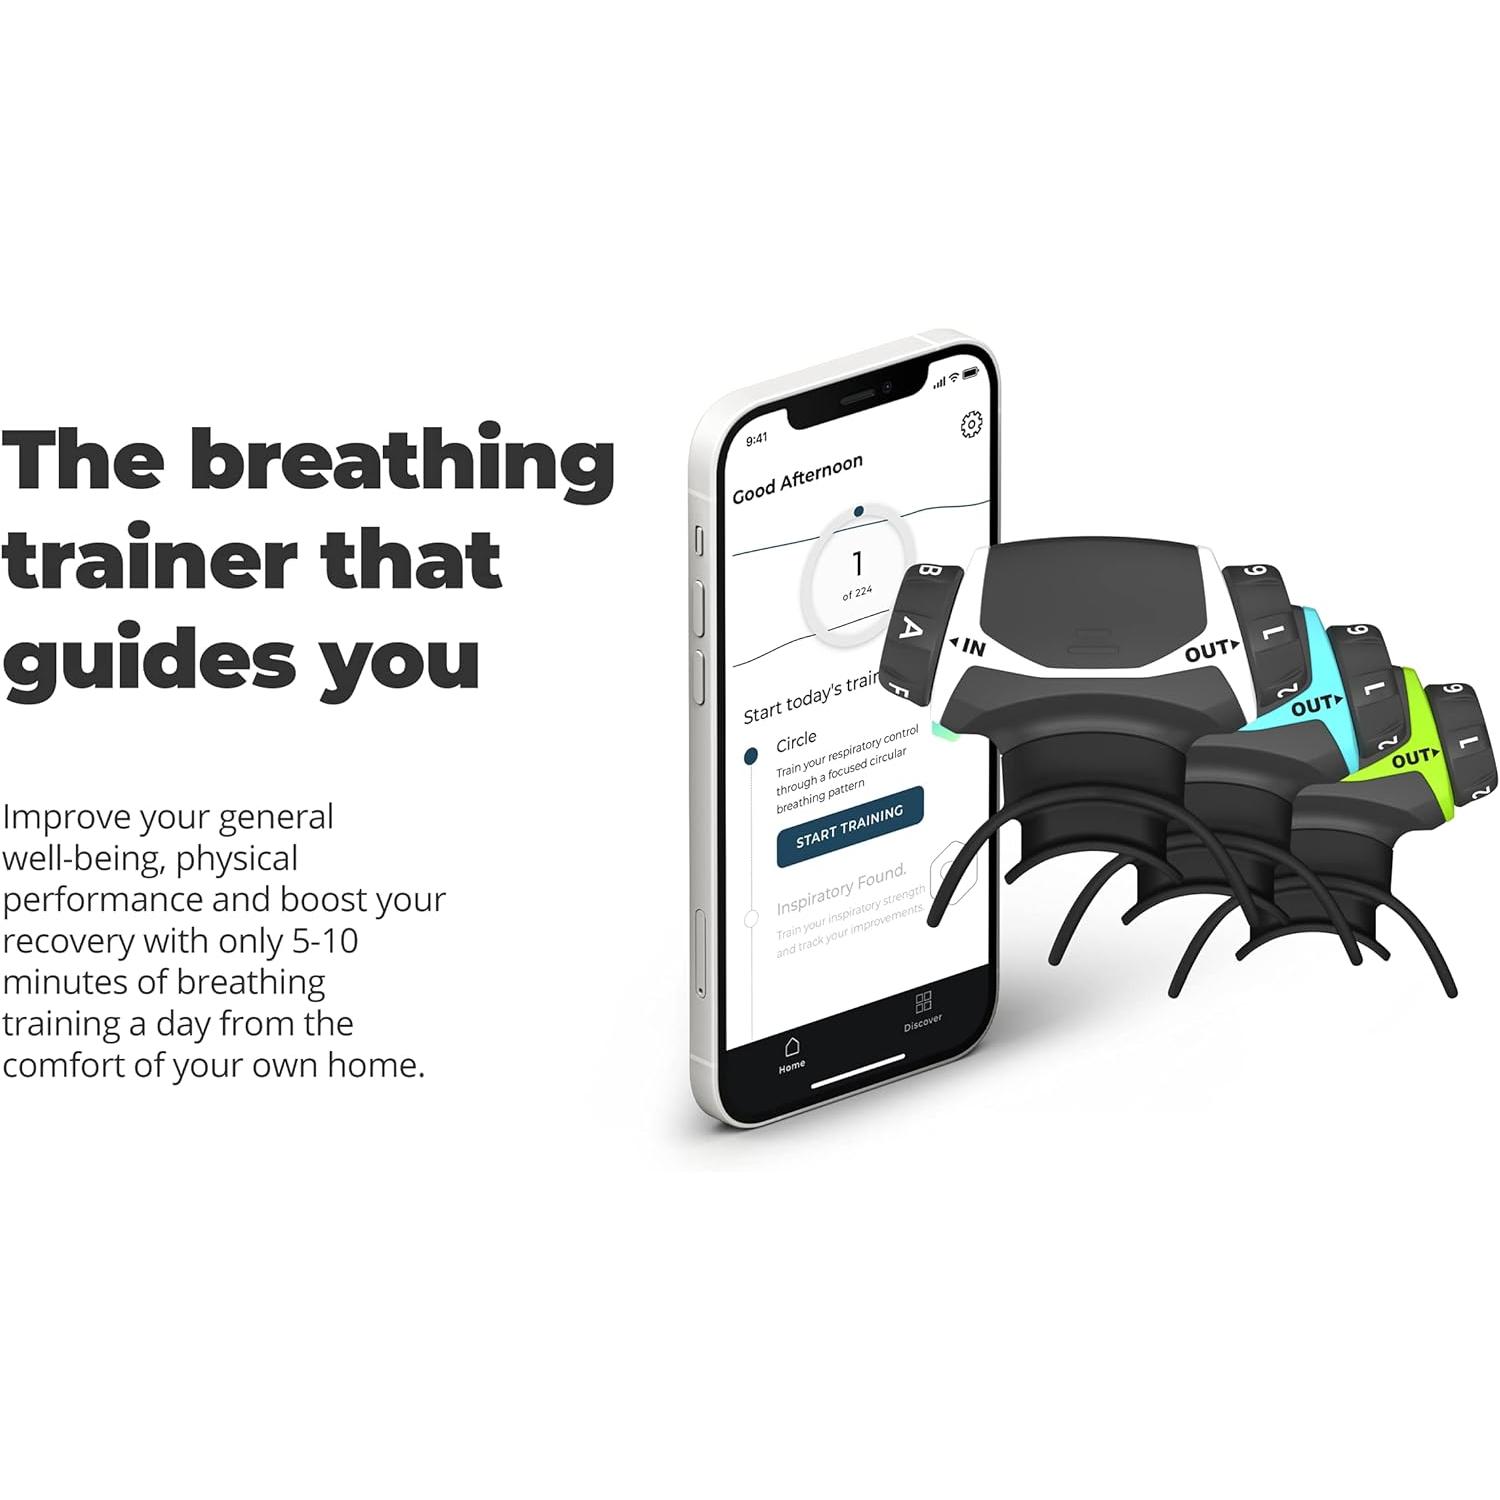 The breathing
trainer that
guides you
Improve your general
well-being, physical
performance and boost your
recovery with only 5-10
minutes of breathing
training a day from the
comfort of your own home.
9:41
Good Afternoon
1
of 224
Start today's train
Circle
Train your respiratory control
through a focused circular
breathing pattern
START TRAINING
Inspiratory Found.
Train your inspiratory strength
and track your improvements.
Home
Discover
B
A
F
IN
OUT
6
1
2
OUT
6
1
2
OUT
6
1
2